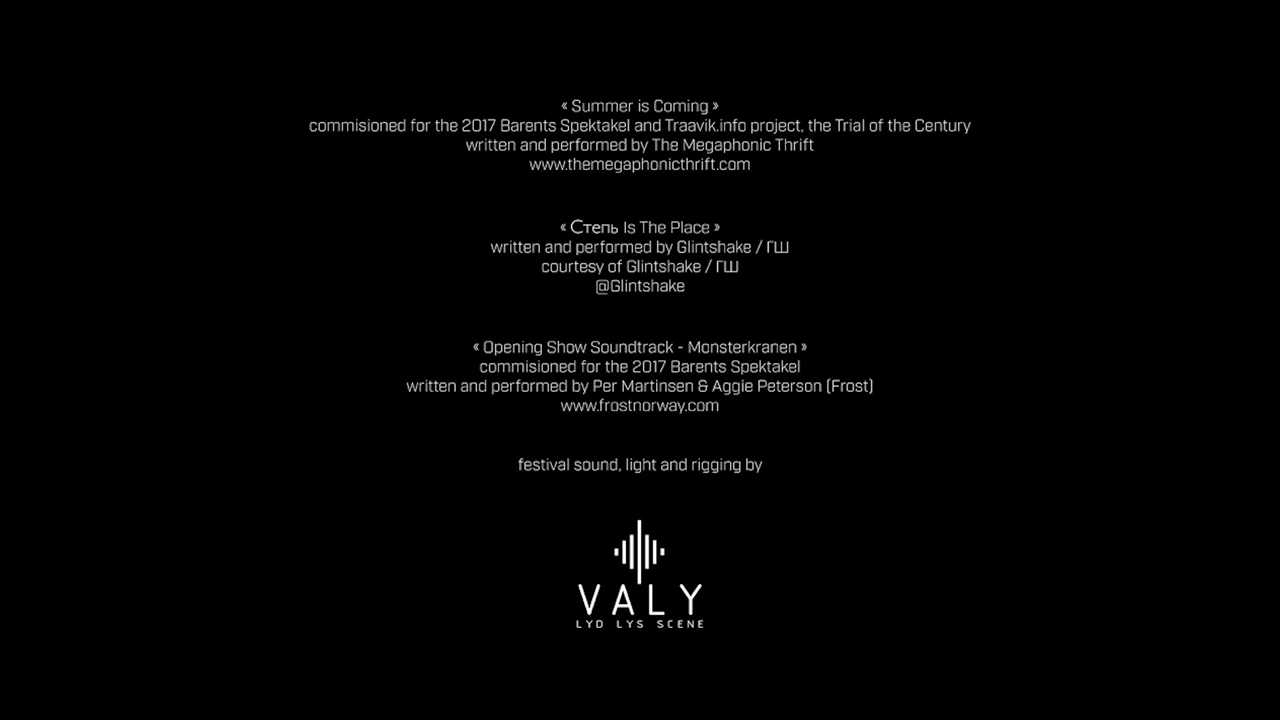 « Summer is Coming »
commisioned for the 2017 Barents Spektakel and Traavik.info project, the Trial of the Century
written and performed by The Megaphonic Thrift
www.themegaphonicthrift.com
« Степь Is The Place »
written and performed by Glintshake / ГШ
courtesy of Glintshake / ГШ
@Glintshake
« Opening Show Soundtrack - Monsterkranen »
commisioned for the 2017 Barents Spektakel
written and performed by Per Martinsen & Aggie Peterson (Frost)
www.frostnorway.com
festival sound, light and rigging by
VALY
LYD LYS SCENE